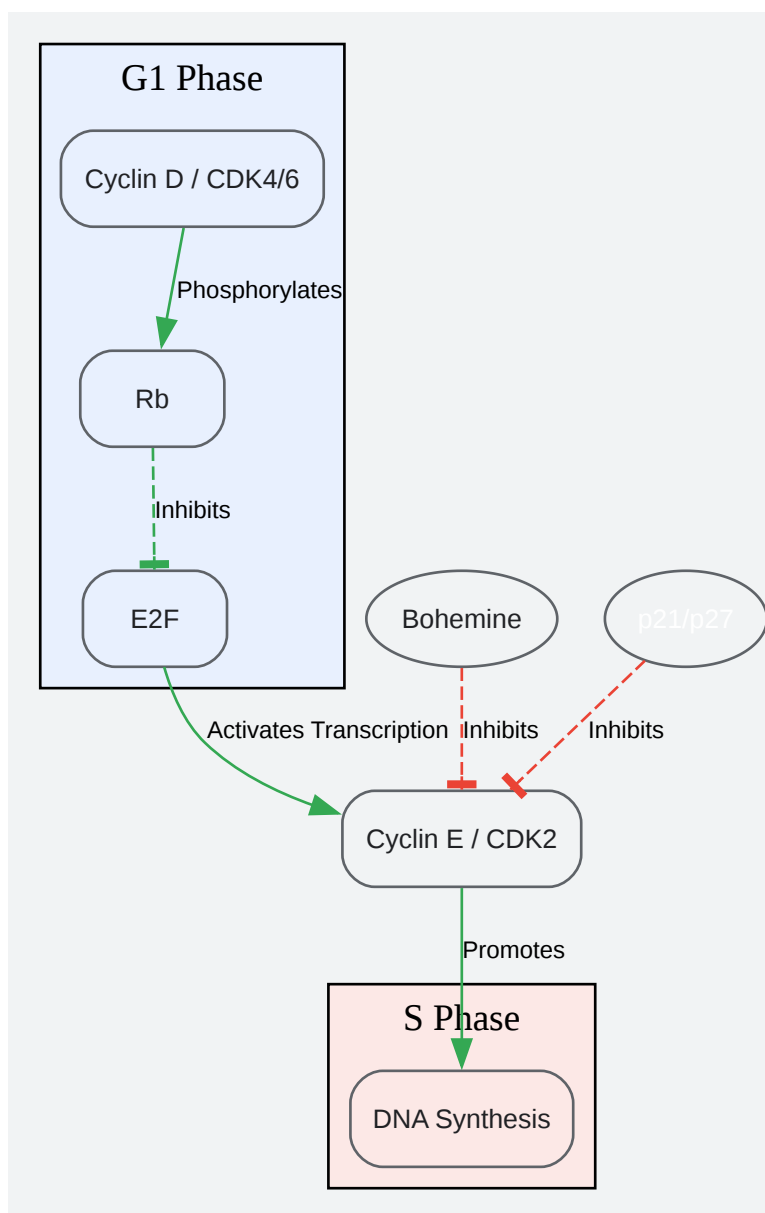 G1 Phase
Cyclin D / CDK4/6
Phosphorylates
Rb
Inhibits
E2F
Bohemine
p21/p27
Activates Transcription
Inhibits
Inhibits
Cyclin E / CDK2
Promotes
S Phase
DNA Synthesis